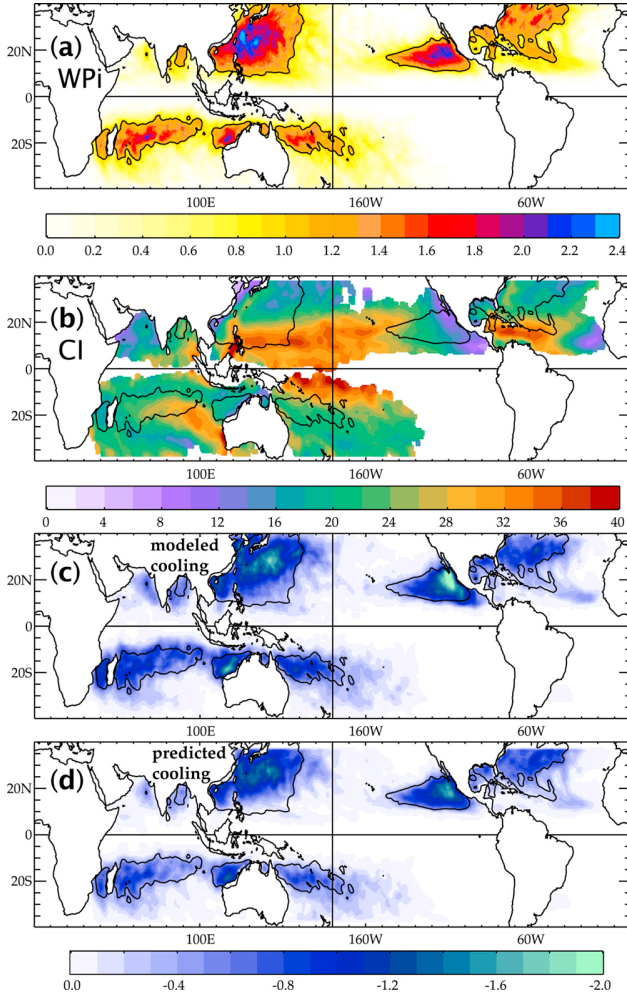 (a)
WPi
20N
0
20S
100E 160W 60W
0.0 0.2 0.4 0.6 0.8 1.0 1.2 1.4 1.6 1.8 2.0 2.2 2.4
(b)
CI
20N
0
20S
100E 160W 60W
0 4 8 12 16 20 24 28 32 36 40
(c)
modeled
cooling
20N
0
20S
100E 160W 60W
(d)
predicted
cooling
20N
0
20S
100E 160W 60W
0.0 -0.4 -0.8 -1.2 -1.6 -2.0